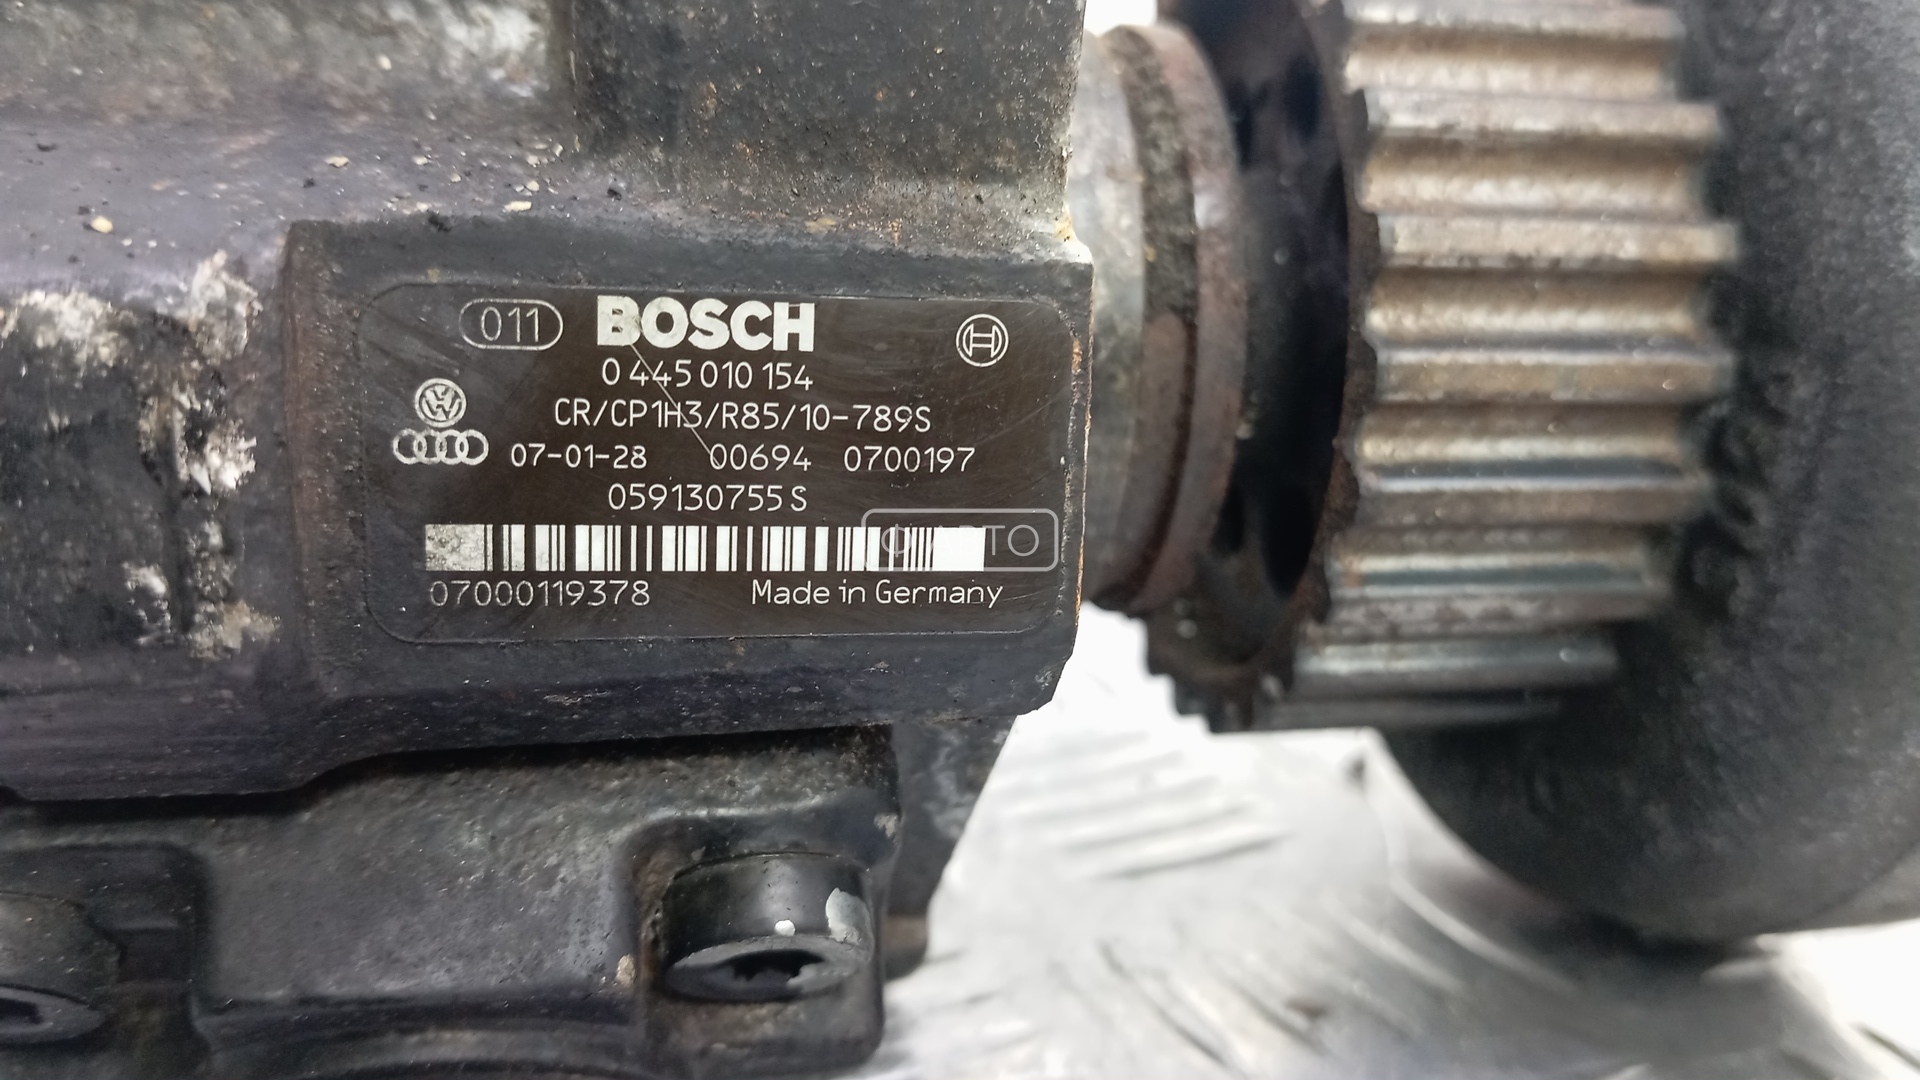 011 BOSCH
0 445 010 154
CR/CP1H3/R85/10-789S
07-01-28 00694 0700197
059130755S
07000119378 Made in Germany